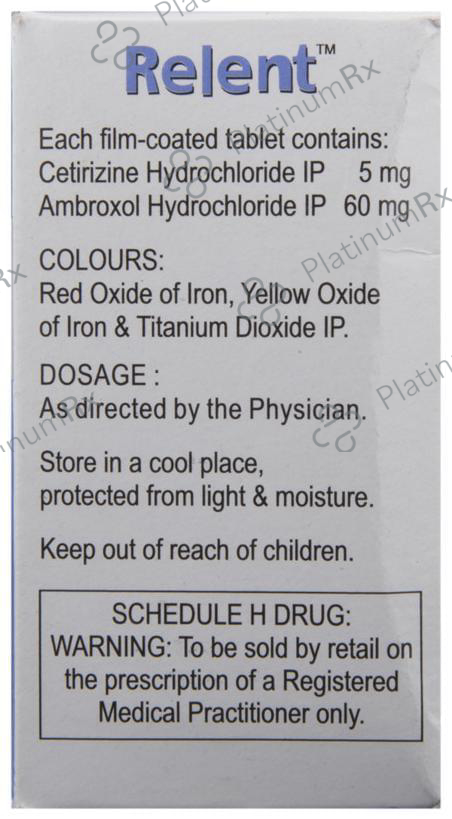 Relent™
Each film-coated tablet contains:
Cetirizine Hydrochloride IP 5 mg
Ambroxol Hydrochloride IP 60 mg
COLOURS:
Red Oxide of Iron, Yellow Oxide
of Iron & Titanium Dioxide IP.
DOSAGE :
As directed by the Physician.
Store in a cool place,
protected from light & moisture.
Keep out of reach of children.
SCHEDULE H DRUG:
WARNING: To be sold by retail on
the prescription of a Registered
Medical Practitioner only.
PlatinumRx
PlatinumRx